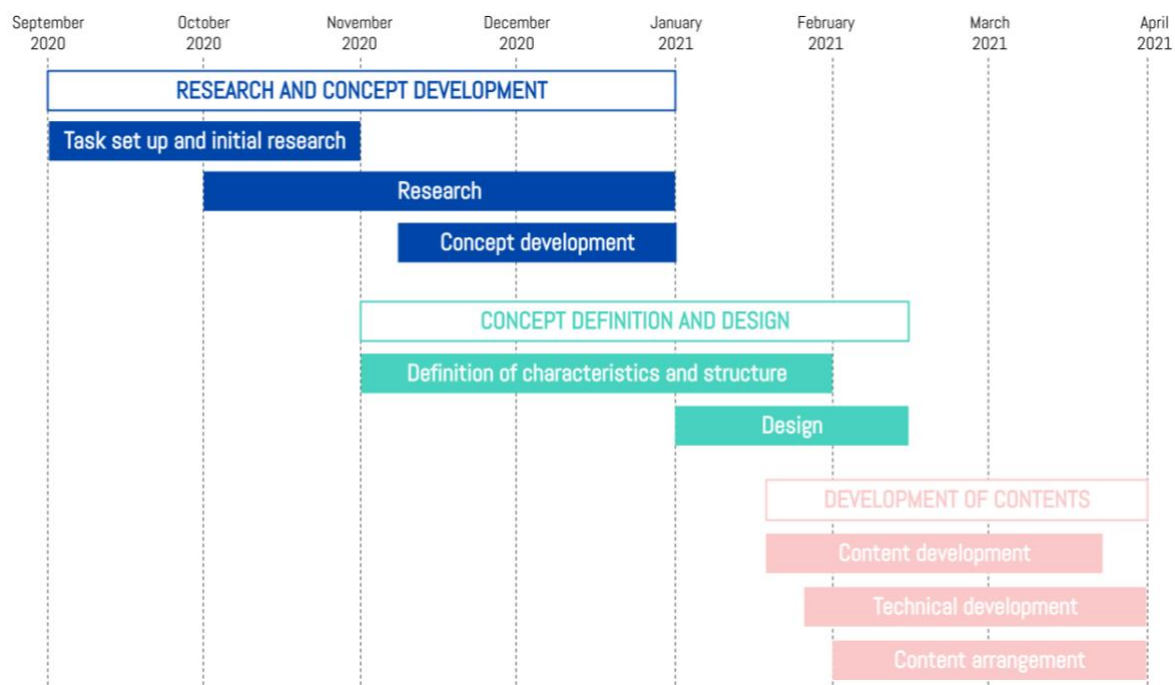 September
2020
October
2020
November
2020
December
2020
January
2021
February
2021
March
2021
April
2021
RESEARCH AND CONCEPT DEVELOPMENT
Task set up and initial research
Research
Concept development
CONCEPT DEFINITION AND DESIGN
Definition of characteristics and structure
Design
DEVELOPMENT OF CONTENTS
Content development
Technical development
Content arrangement